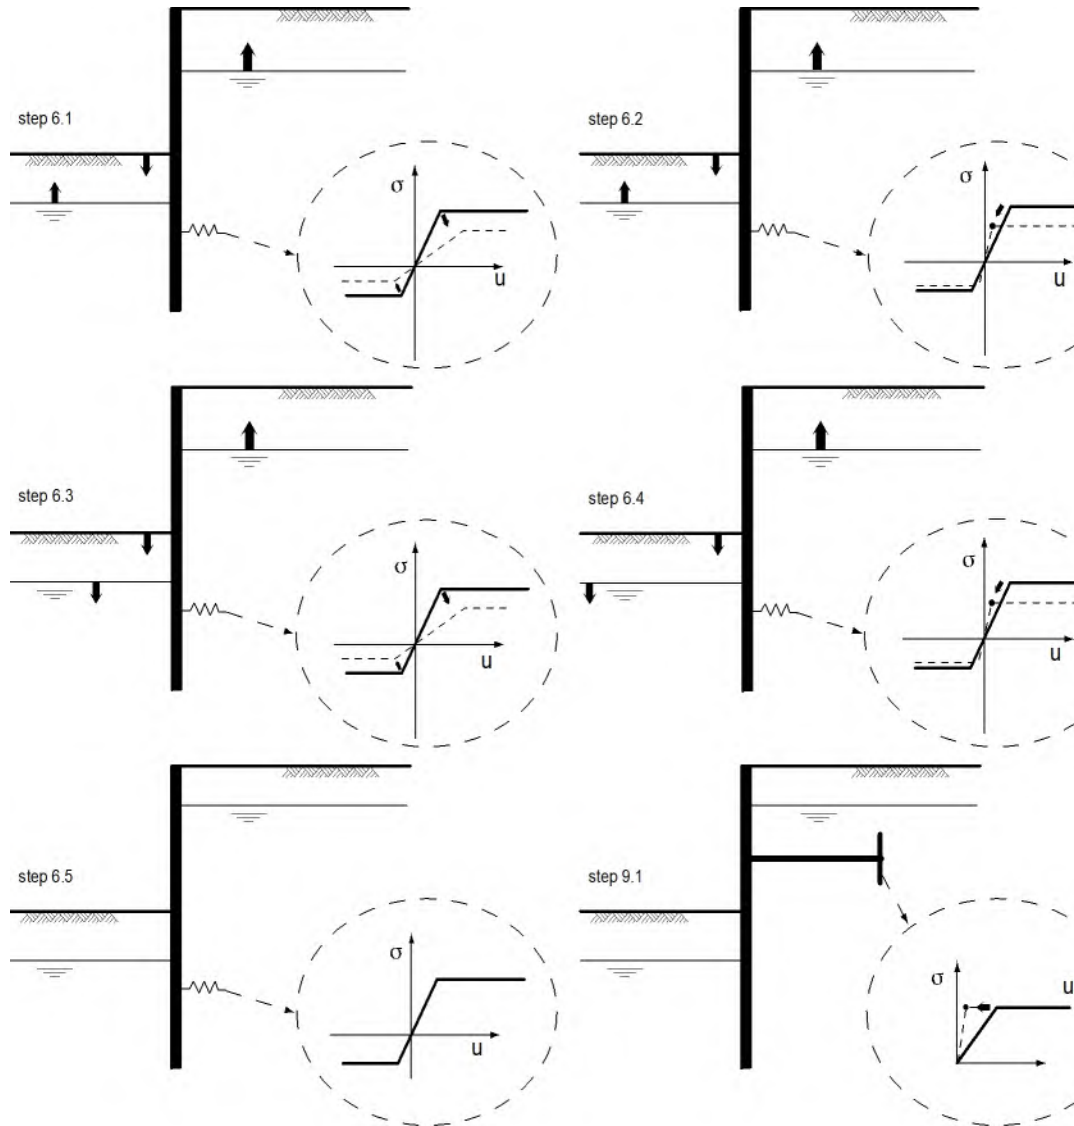 step 6.1
σ
u
step 6.2
σ
u
step 6.3
σ
u
step 6.4
σ
u
step 6.5
σ
u
step 9.1
σ
u